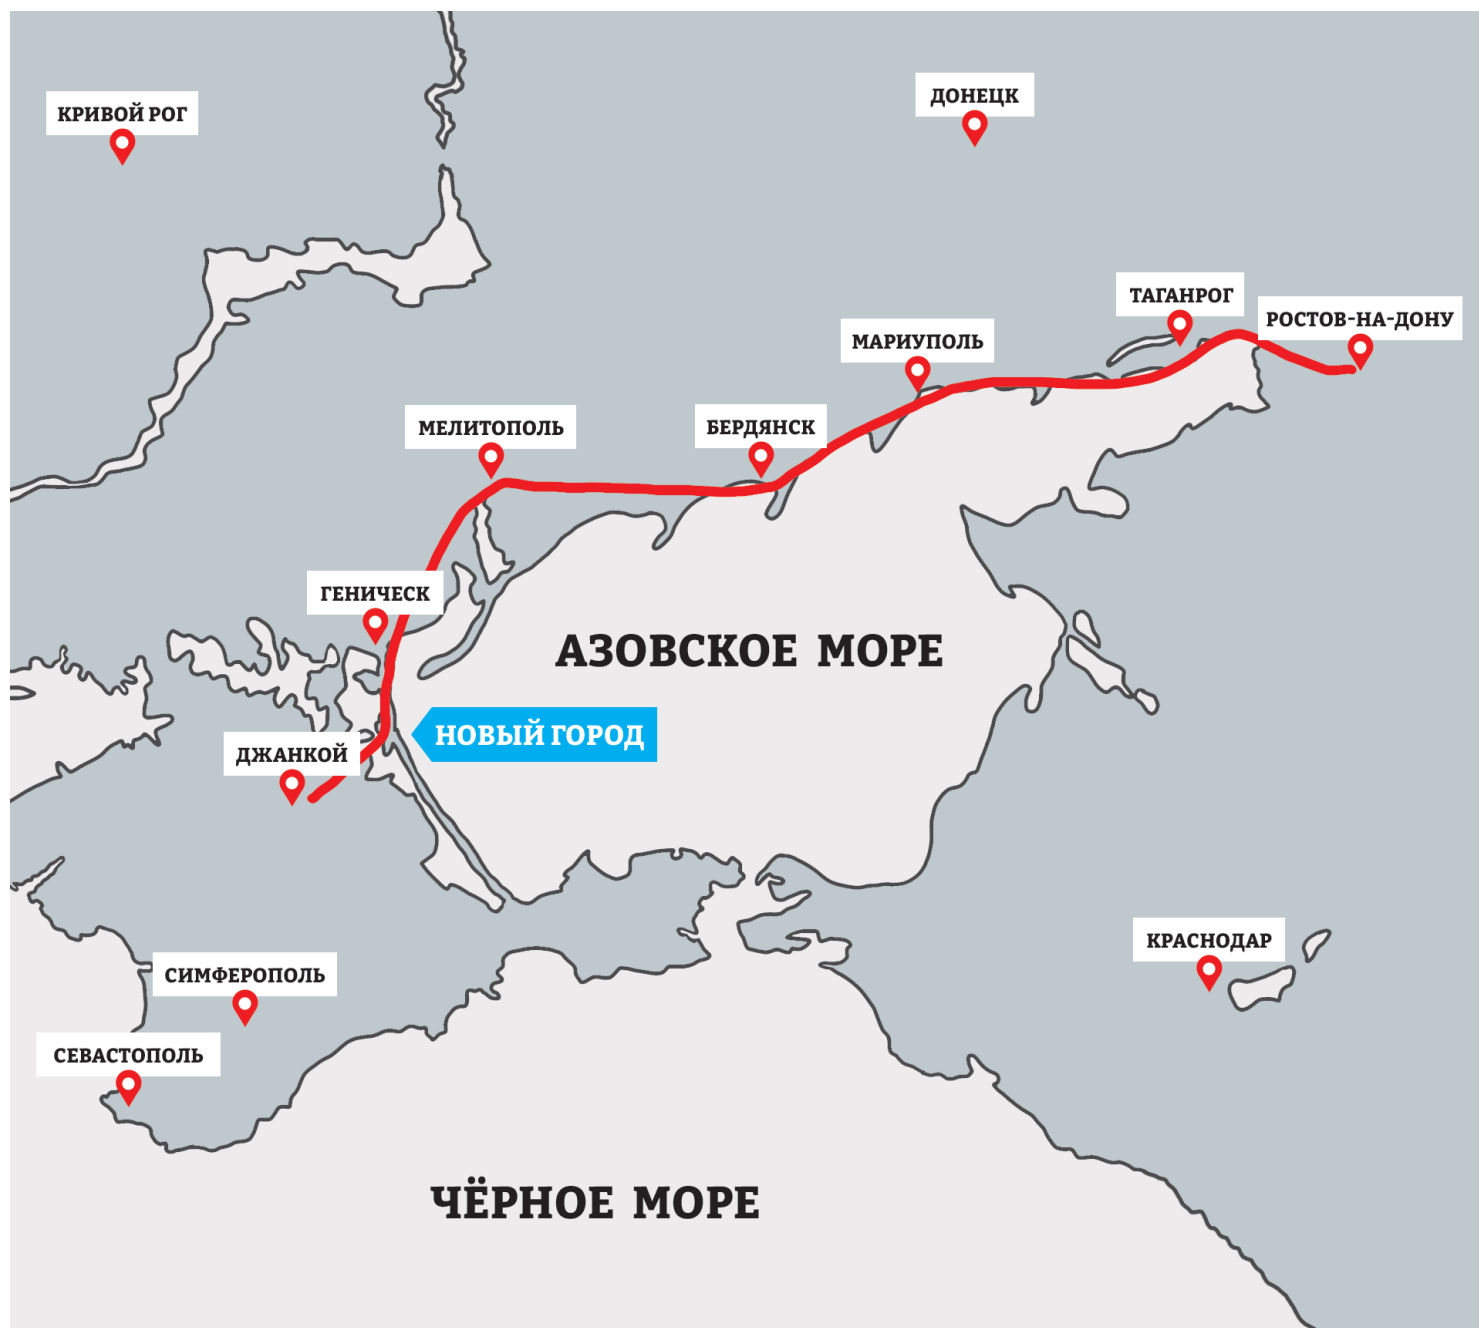 ДОНЕЦК
КРИВОЙ РОГ
ТАГАНРОГ
РОСТОВ-НА-ДОНУ
МАРИУПОЛЬ
МЕЛИТОПОЛЬ
БЕРДЯНСК
ГЕНИЧЕСК
АЗОВСКОЕ МОРЕ
НОВЫЙ ГОРОД
ДЖАНКОЙ
КРАСНОДАР
СИМФЕРОПОЛЬ
СЕВАСТОПОЛЬ
ЧЁРНОЕ МОРЕ